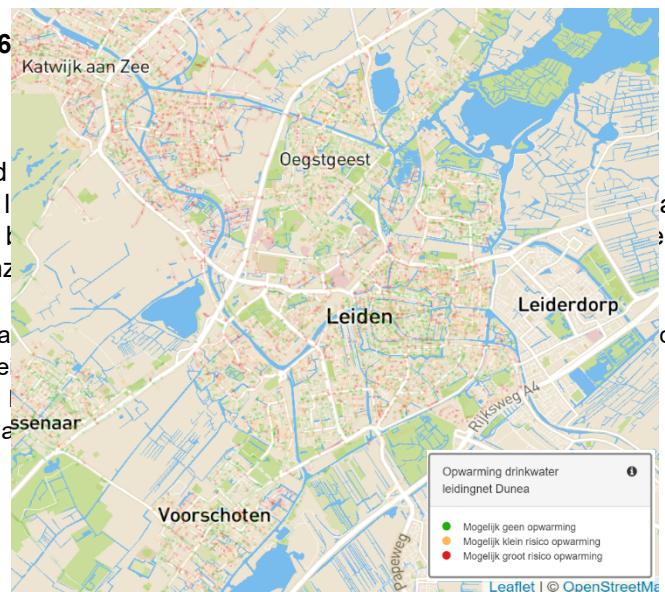 6
Katwijk aan Zee
Oegstgeest
Leiden
Leiderdorp
Rijksweg A4
ssenaar
Voorschoten
Papeweg
Opwarming drinkwater
leidingnet Dunea
Mogelijk geen opwarming
Mogelijk klein risico opwarming
Mogelijk groot risico opwarming
Leaflet | © OpenStreetMa